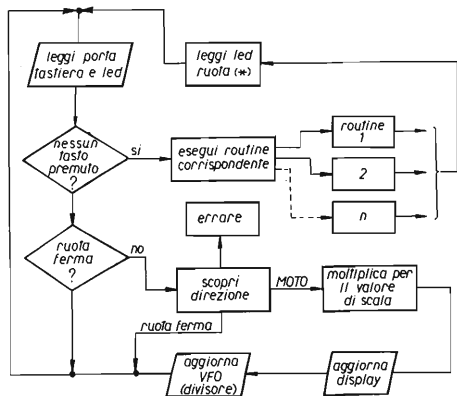 leggi porta
tastiera e led
leggi led
ruota (*)
nessun
tasto
premuto
?
si
esegui routine
corrispondente
routine
1
2
n
errare
ruota
ferma
?
no
scopri
direzione
MOTO
moltiplica per
il valore
di scala
ruota ferma
aggiorna
VFO
(divisore)
aggiorna
display